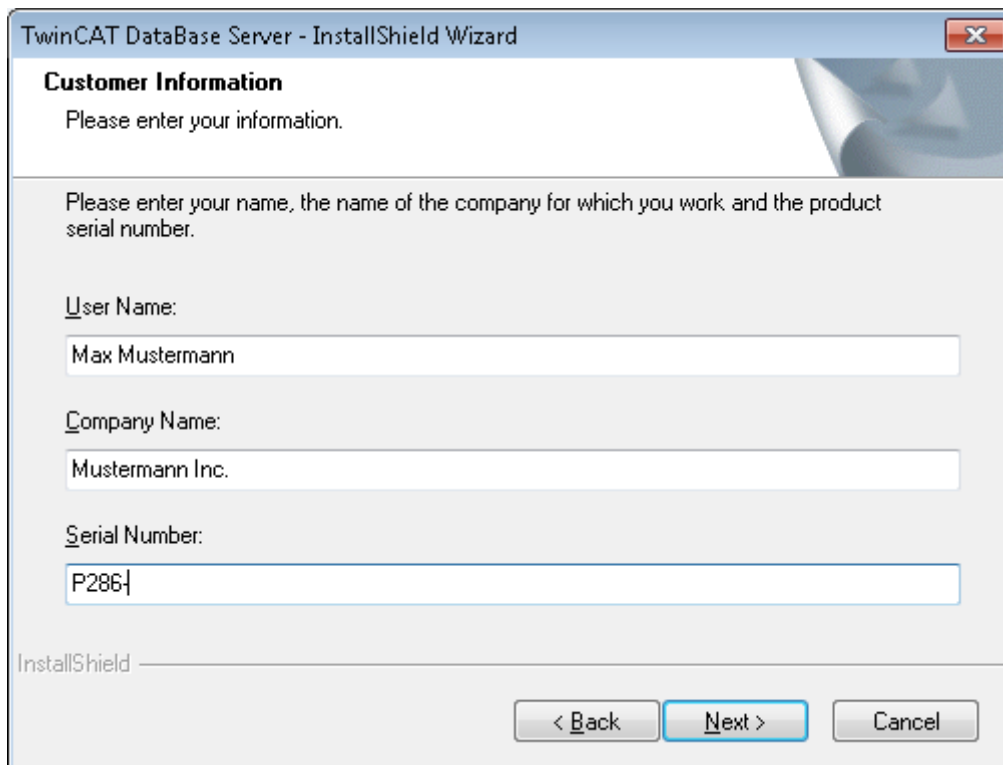 TwinCAT DataBase Server - InstallShield Wizard
Customer Information
Please enter your information.
Please enter your name, the name of the company for which you work and the product
serial number.
User Name:
Max Mustermann
Company Name:
Mustermann Inc.
Serial Number:
P286-
InstallShield
< Back Next > Cancel